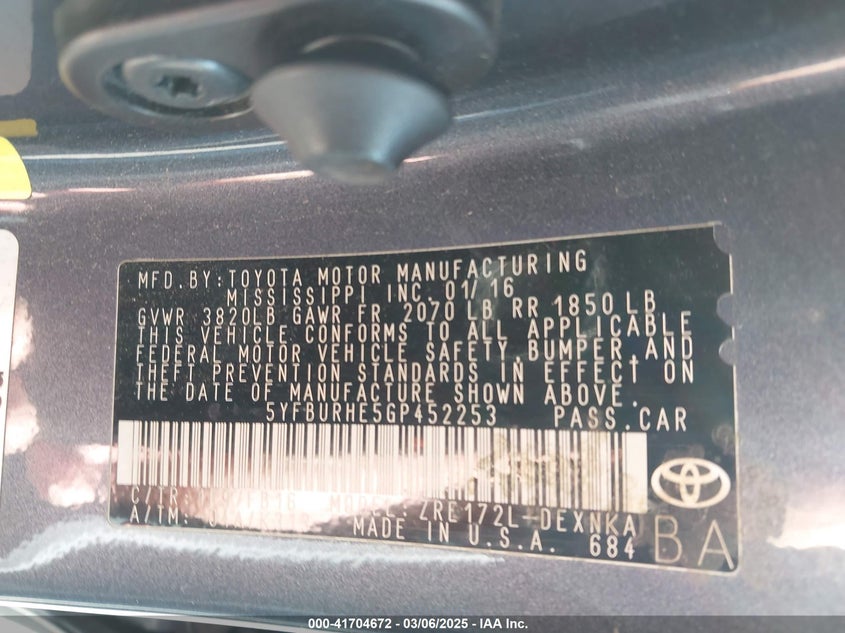 MFD.BY:TOYOTA MOTOR MANUFACTURING
MISSISSIPPI INC. 01/16
GVWR 3820LB GAWR FR 2070 LB RR 1850 LB
THIS VEHICLE CONFORMS TO ALL APPLICABLE
FEDERAL MOTOR VEHICLE SAFETY,BUMPER,AND
THEFT PREVENTION STANDARDS IN EFFECT ON
THE DATE OF MANUFACTURE SHOWN ABOVE.
5YFBURHE5GP452253 PASS.CAR
C/TR: MODEL: ZRE172L-DEXNKA
A/TM: MADE IN U.S.A. 684
BA
000-41704672 - 03/06/2025 - IAA Inc.